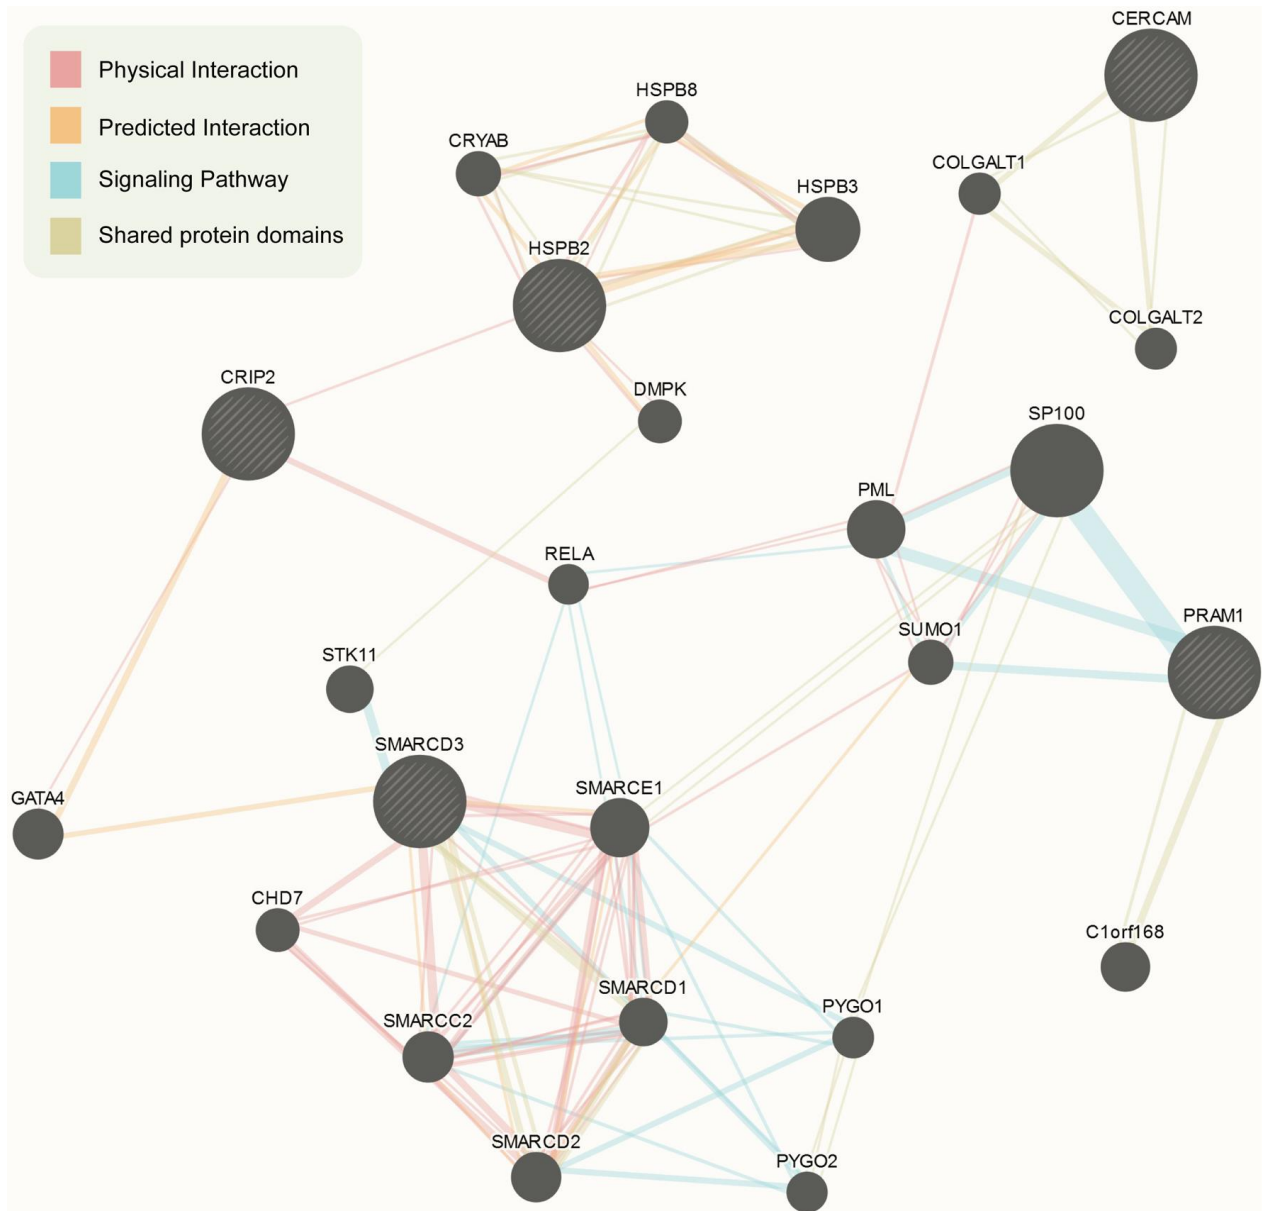 CERCAM
Physical Interaction
HSPB8
Predicted Interaction
CRYAB
COLGALT1
Signaling Pathway
HSPB3
Shared protein domains
HSPB2
COLGALT2
CRIP2
DMPK
SP100
PML
RELA
PRAM1
SUMO1
STK11
SMARCD3
SMARCE1
GATA4
CHD7
C1orf168
SMARCD1
PYGO1
SMARCC2
SMARCD2
PYGO2